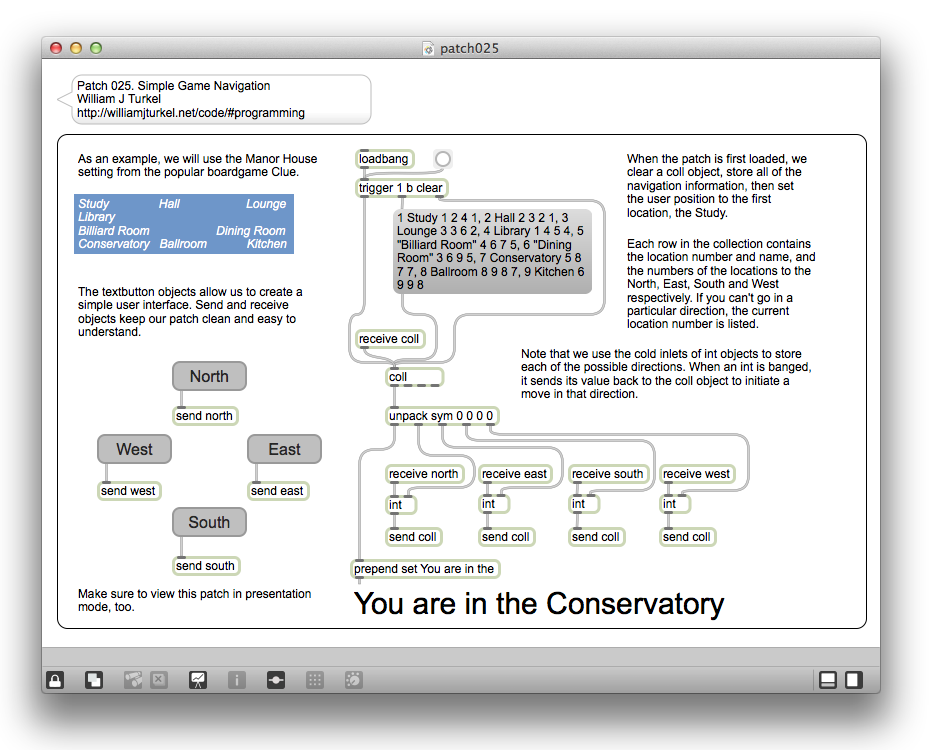 patch025
Patch 025. Simple Game Navigation
William J Turkel
http://williamjturkel.net/code/#programming
As an example, we will use the Manor House
setting from the popular boardgame Clue.
Study Hall Lounge
Library
Billiard Room Dining Room
Conservatory Ballroom Kitchen
The textbutton objects allow us to create a
simple user interface. Send and receive
objects keep our patch clean and easy to
understand.
North
send north
West
East
send west
send east
South
send south
Make sure to view this patch in presentation
mode, too.
loadbang
trigger 1 b clear
1 Study 1 2 4 1, 2 Hall 2 3 2 1, 3
Lounge 3 3 6 2, 4 Library 1 4 5 4, 5
"Billiard Room" 4 6 7 5, 6 "Dining
Room" 3 6 9 5, 7 Conservatory 5 8
7 7, 8 Ballroom 8 9 8 7, 9 Kitchen 6
9 9 8
receive coll
coll
unpack sym 0 0 0 0
receive north
receive east
receive south
receive west
int
int
int
int
send coll
send coll
send coll
send coll
prepend set You are in the
You are in the Conservatory
When the patch is first loaded, we
clear a coll object, store all of the
navigation information, then set
the user position to the first
location, the Study.
Each row in the collection contains
the location number and name, and
the numbers of the locations to the
North, East, South and West
respectively. If you can't go in a
particular direction, the current
location number is listed.
Note that we use the cold inlets of int objects to store
each of the possible directions. When an int is banged,
it sends its value back to the coll object to initiate a
move in that direction.